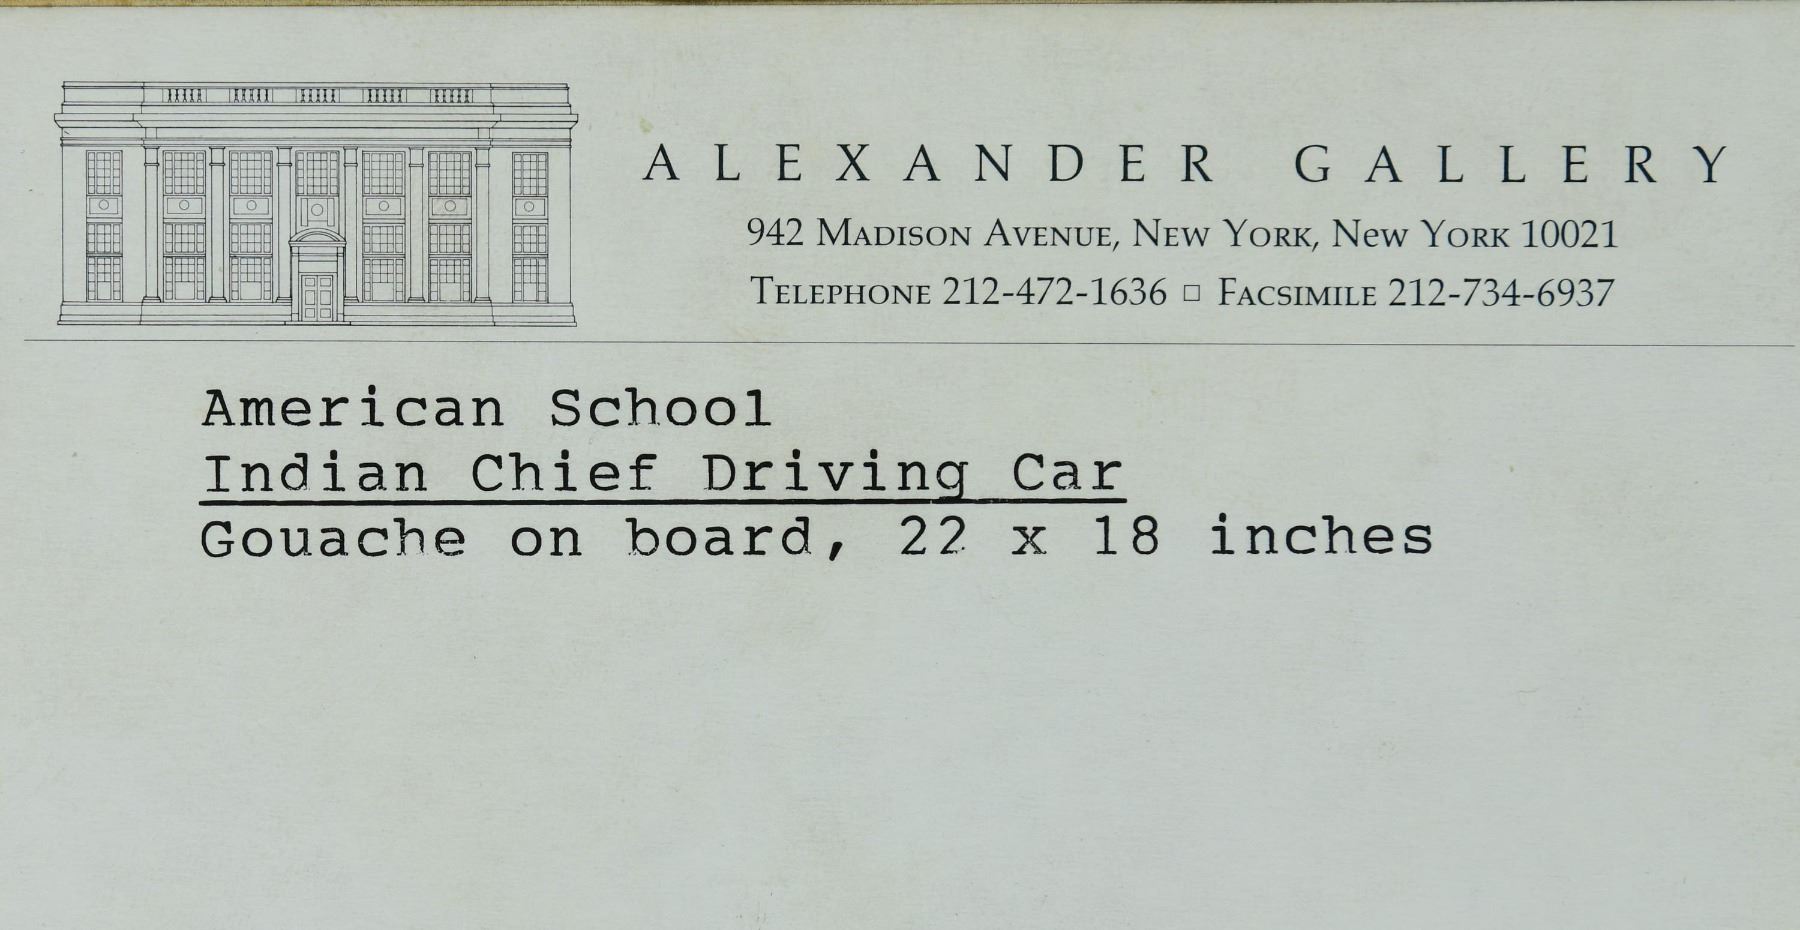 ALEXANDER GALLERY
942 MADISON AVENUE, NEW YORK, NEW YORK 10021
TELEPHONE 212-472-1636 □ FACSIMILE 212-734-6937
American School
Indian Chief Driving Car
Gouache on board, 22 x 18 inches